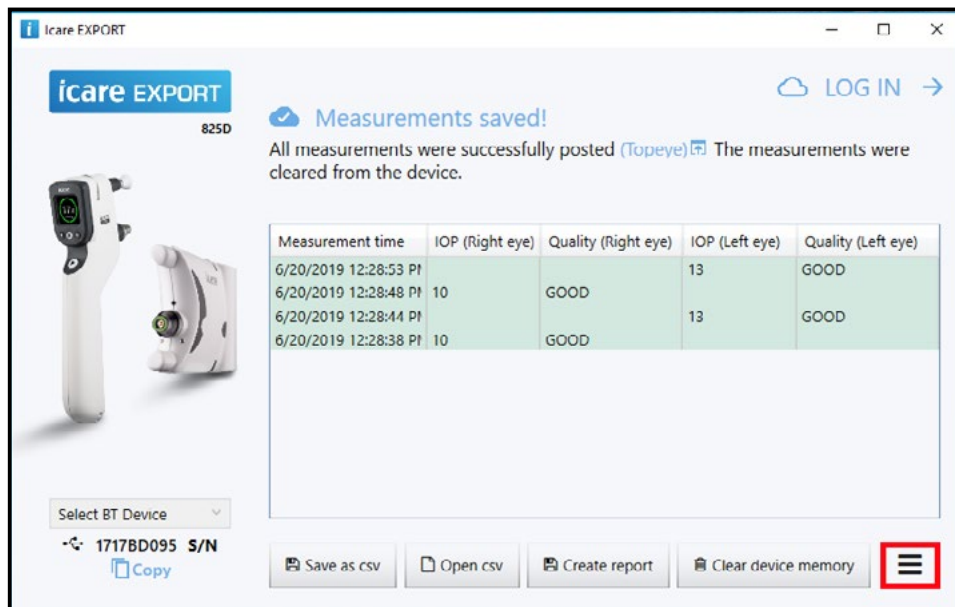 Icare EXPORT
icare EXPORT
825D
LOG IN
Measurements saved!
All measurements were successfully posted (Topeye) The measurements were
cleared from the device.
Measurement time IOP (Right eye) Quality (Right eye) IOP (Left eye) Quality (Left eye)
6/20/2019 12:28:53 PM 13 GOOD
6/20/2019 12:28:48 PM 10 GOOD
6/20/2019 12:28:44 PM 13 GOOD
6/20/2019 12:28:38 PM 10 GOOD
Select BT Device
1717BD095 S/N
Copy
Save as csv
Open csv
Create report
Clear device memory